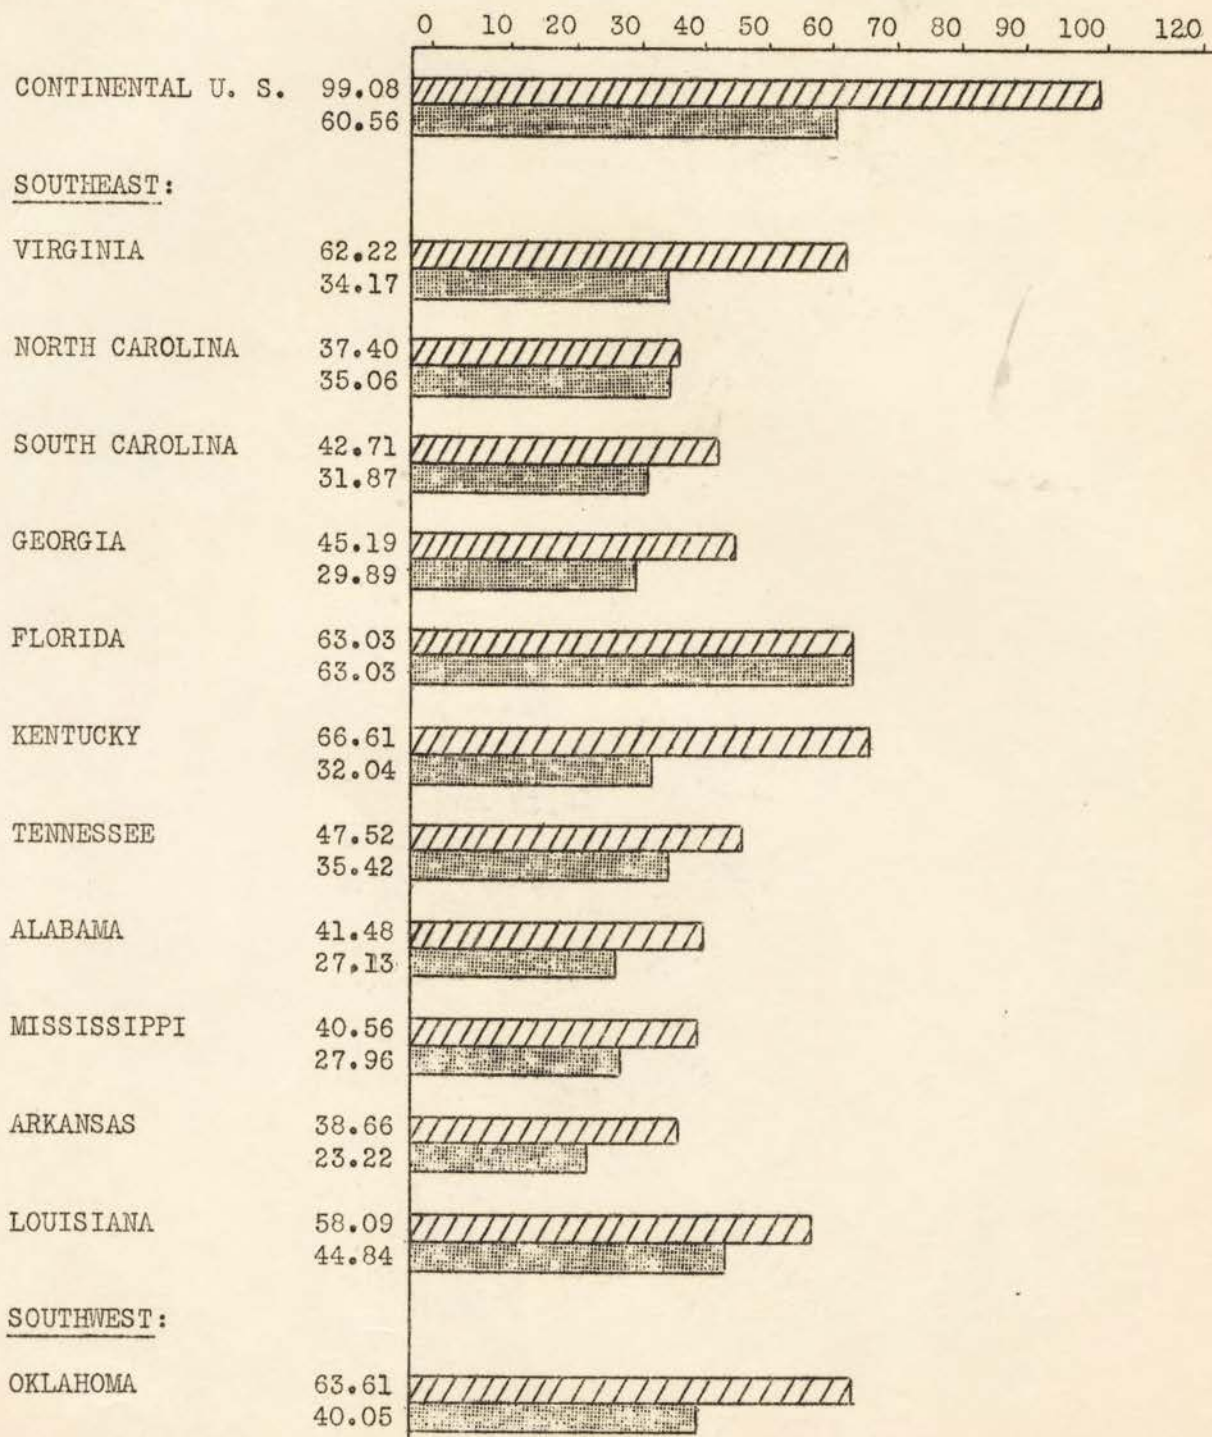 0 10 20 30 40 50 60 70 80 90 100 120
CONTINENTAL U. S. 99.08
60.56
SOUTHEAST:
VIRGINIA 62.22
34.17
NORTH CAROLINA 37.40
35.06
SOUTH CAROLINA 42.71
31.87
GEORGIA 45.19
29.89
FLORIDA 63.03
63.03
KENTUCKY 66.61
32.04
TENNESSEE 47.52
35.42
ALABAMA 41.48
27.13
MISSISSIPPI 40.56
27.96
ARKANSAS 38.66
23.22
LOUISIANA 58.09
44.84
SOUTHWEST:
OKLAHOMA 63.61
40.05